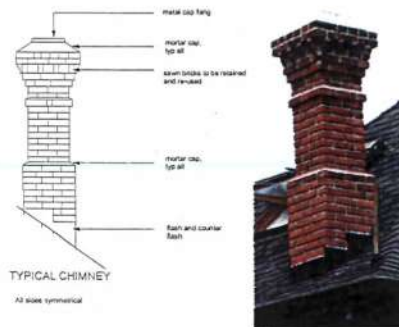 metal cap flang
mortar cap,
typ all
sawn bricks to be retained
and re-used
mortar cap,
typ all
flash and counter
flash
TYPICAL CHIMNEY
All sides symmetrical